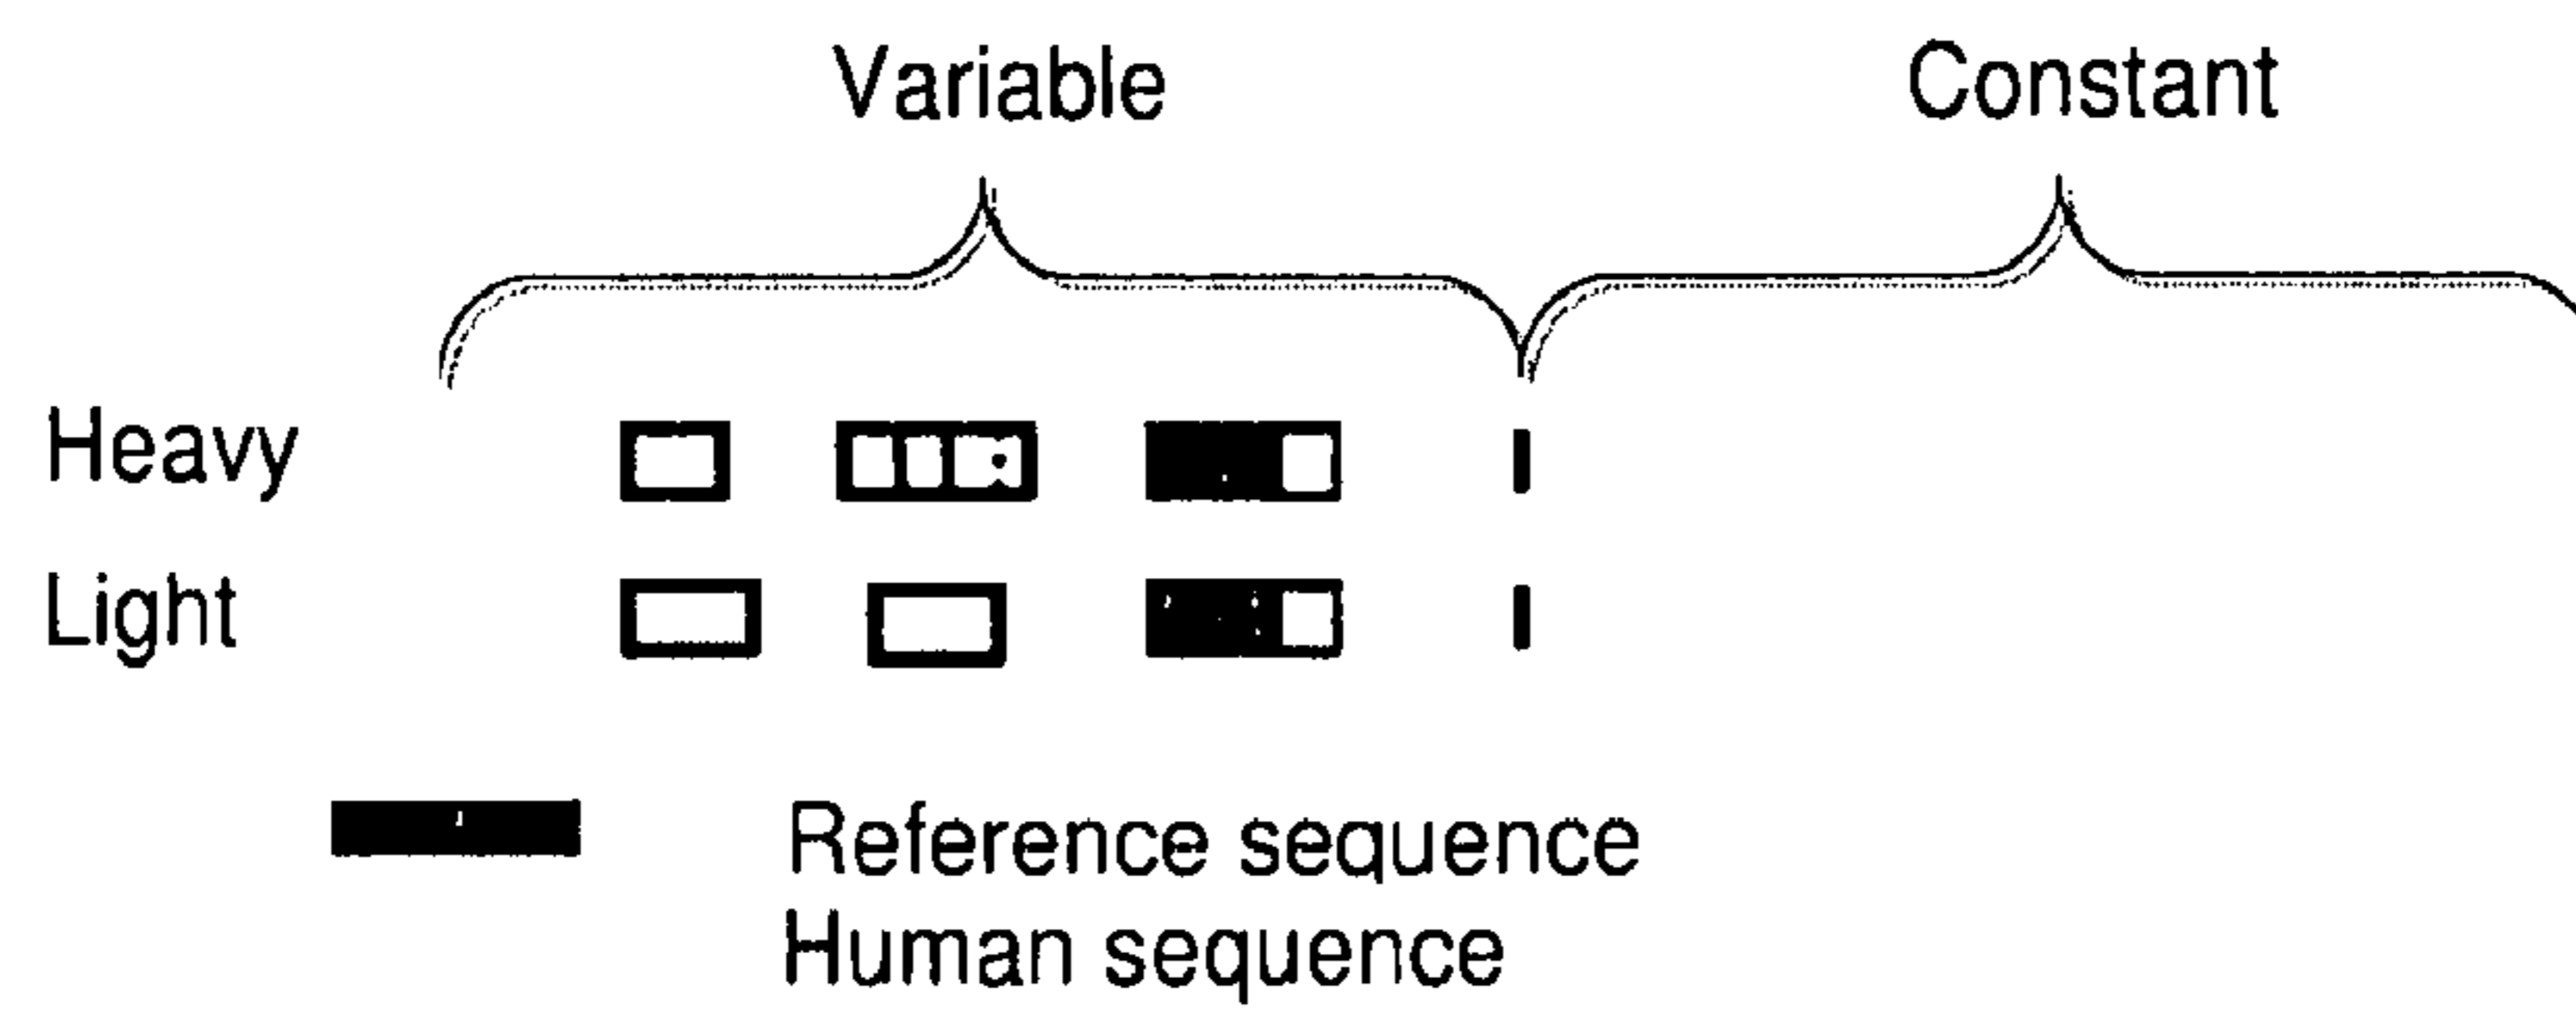 Variable Constant
Heavy
Light
Reference sequence
Human sequence